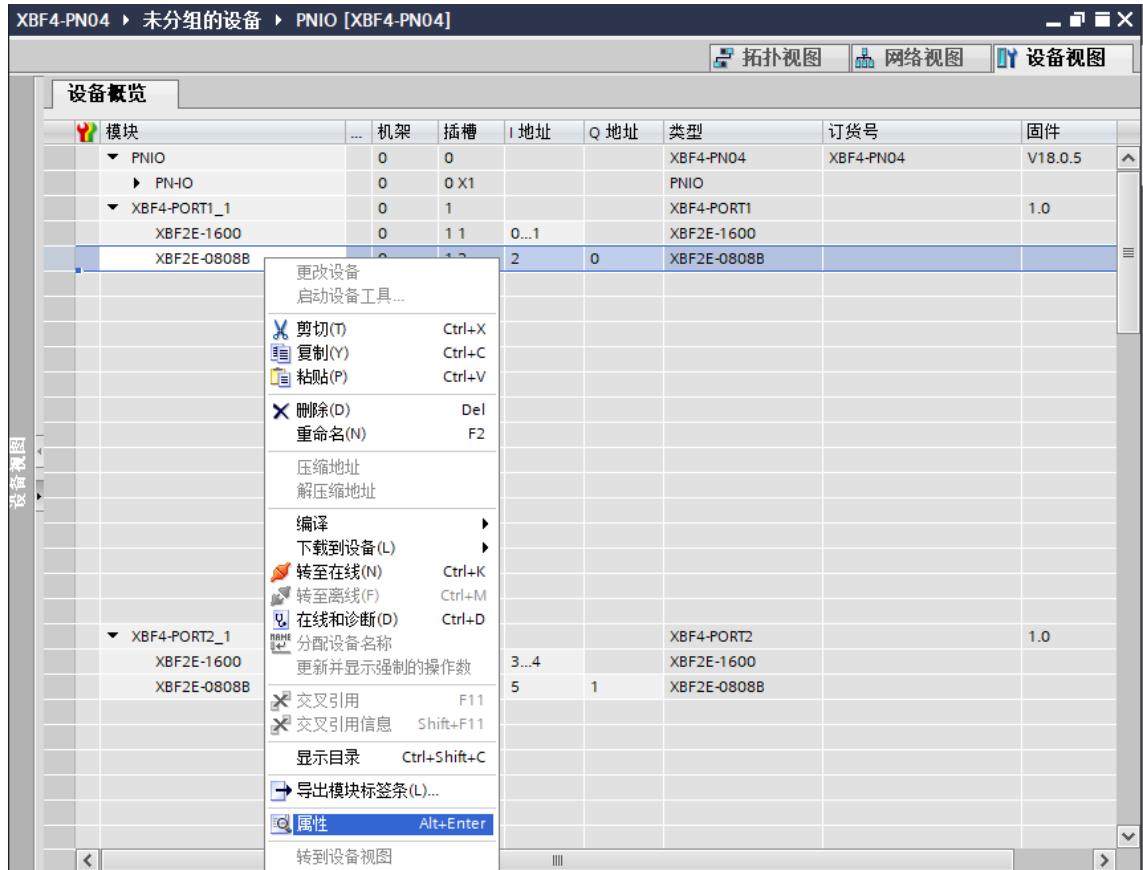 XBF4-PN04 ▸ 未分组的设备 ▸ PNIO [XBF4-PN04]
拓扑视图 网络视图 设备视图
设备概览
模块 ... 机架 插槽 I 地址 Q 地址 类型 订货号 固件
PNIO 0 0 XBF4-PN04 XBF4-PN04 V18.0.5
PN-IO 0 0 X1 PNIO
XBF4-PORT1_1 0 1 XBF4-PORT1 1.0
XBF2E-1600 0 1 1 0...1 XBF2E-1600
XBF2E-0808B 0 1 2 2 0 XBF2E-0808B
更改设备
启动设备工具...
剪切(T) Ctrl+X
复制(Y) Ctrl+C
粘贴(P) Ctrl+V
删除(D) Del
重命名(N) F2
压缩地址
解压缩地址
设备视图
编译
下载到设备(L)
转至在线(N) Ctrl+K
转至离线(F) Ctrl+M
在线和诊断(D) Ctrl+D
分配设备名称
更新并显示强制的操作数
XBF4-PORT2_1 XBF4-PORT2 1.0
XBF2E-1600 3...4 XBF2E-1600
XBF2E-0808B 5 1 XBF2E-0808B
交叉引用 F11
交叉引用信息 Shift+F11
显示目录 Ctrl+Shift+C
导出模块标签条(L)...
属性 Alt+Enter
转到设备视图